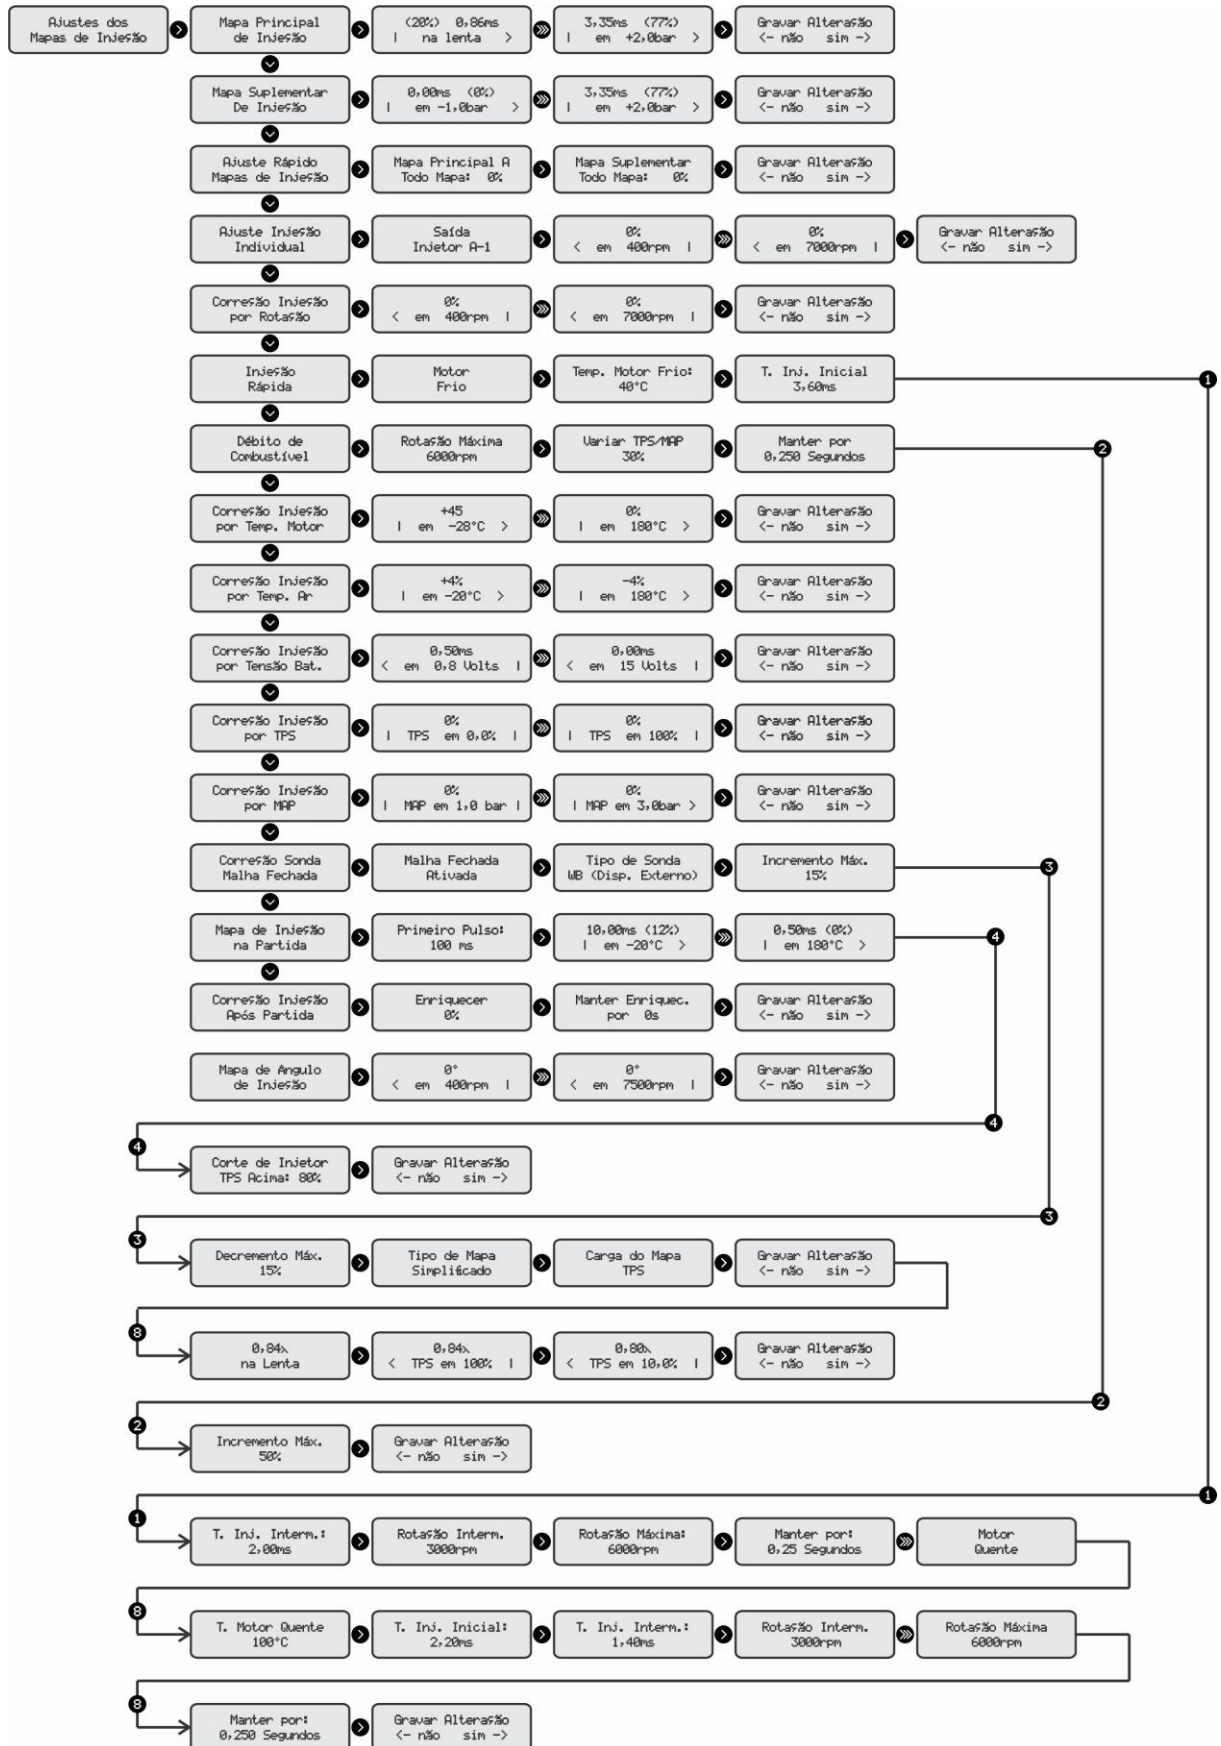 Ajustes dos
Mapas de Injeção
Mapa Principal
de Injeção
(20%) 0,86ms
| na lenta >
3,35ms (77%)
| em +2,0bar >
Gravar Alteração
<- não sim ->
Mapa Suplementar
De Injeção
0,00ms (0%)
| em -1,0bar >
3,35ms (77%)
| em +2,0bar >
Gravar Alteração
<- não sim ->
Ajuste Rápido
Mapas de Injeção
Mapa Principal A
Todo Mapa: 0%
Mapa Suplementar
Todo Mapa: 0%
Gravar Alteração
<- não sim ->
Ajuste Injeção
Individual
Saída
Injetor A-1
0%
< em 400rpm |
0%
< em 7000rpm |
Gravar Alteração
<- não sim ->
Correção Injeção
por Rotação
0%
< em 400rpm |
0%
< em 7000rpm |
Gravar Alteração
<- não sim ->
Injeção
Rápida
Motor
Frio
Temp. Motor Frio:
40°C
T. Inj. Inicial
3,60ms
1
Débito de
Combustível
Rotação Máxima
6000rpm
Variar TPS/MAP
30%
Manter por
0,250 Segundos
2
Correção Injeção
por Temp. Motor
+45
| em -28°C >
0%
| em 180°C >
Gravar Alteração
<- não sim ->
Correção Injeção
por Temp. Ar
+4%
| em -20°C >
-4%
| em 180°C >
Gravar Alteração
<- não sim ->
Correção Injeção
por Tensão Bat.
0,50ms
< em 0,8 Volts |
0,00ms
< em 15 Volts |
Gravar Alteração
<- não sim ->
Correção Injeção
por TPS
0%
| TPS em 0,0% |
0%
| TPS em 100% |
Gravar Alteração
<- não sim ->
Correção Injeção
por MAP
0%
| MAP em 1,0 bar |
0%
| MAP em 3,0bar >
Gravar Alteração
<- não sim ->
Correção Sonda
Malha Fechada
Malha Fechada
Ativada
Tipo de Sonda
WB (Disp. Externo)
Incremento Máx.
15%
3
Mapa de Injeção
na Partida
Primeiro Pulso:
100 ms
10,00ms (12%)
| em -20°C >
0,50ms (0%)
| em 180°C >
4
Correção Injeção
Após Partida
Enriquecer
0%
Manter Enriquec.
por 0s
Gravar Alteração
<- não sim ->
Mapa de Angulo
de Injeção
0°
< em 400rpm |
0°
< em 7500rpm |
Gravar Alteração
<- não sim ->
4
4
Corte de Injetor
TPS Acima: 80%
Gravar Alteração
<- não sim ->
3
3
Decremento Máx.
15%
Tipo de Mapa
Simplificado
Carga do Mapa
TPS
Gravar Alteração
<- não sim ->
8
0,84λ
na Lenta
0,84λ
< TPS em 100% |
0,80λ
< TPS em 10,0% |
Gravar Alteração
<- não sim ->
2
2
Incremento Máx.
50%
Gravar Alteração
<- não sim ->
1
1
T. Inj. Interm.:
2,00ms
Rotação Interm.
3000rpm
Rotação Máxima:
6000rpm
Manter por:
0,25 Segundos
Motor
Quente
8
T. Motor Quente
100°C
T. Inj. Inicial:
2,20ms
T. Inj. Interm.:
1,40ms
Rotação Interm.
3000rpm
Rotação Máxima
6000rpm
8
Manter por:
0,250 Segundos
Gravar Alteração
<- não sim ->